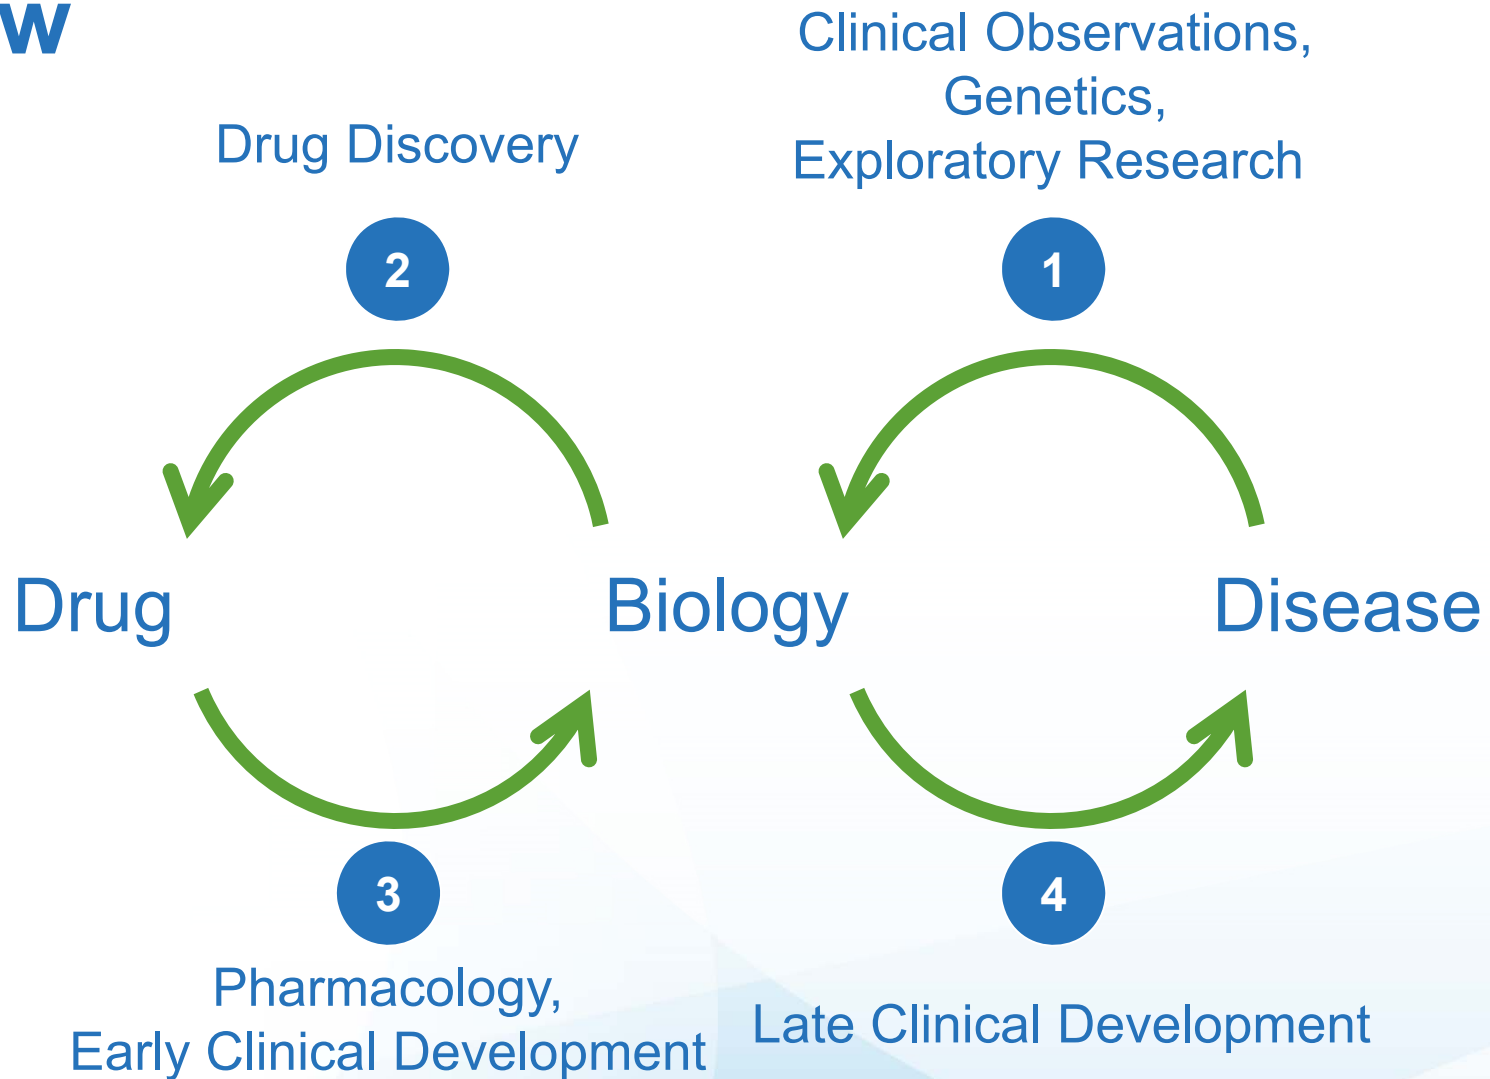 w
Clinical Observations,
Genetics,
Exploratory Research
Drug Discovery
2
1
Drug
Biology
Disease
3
4
Pharmacology,
Early Clinical Development
Late Clinical Development